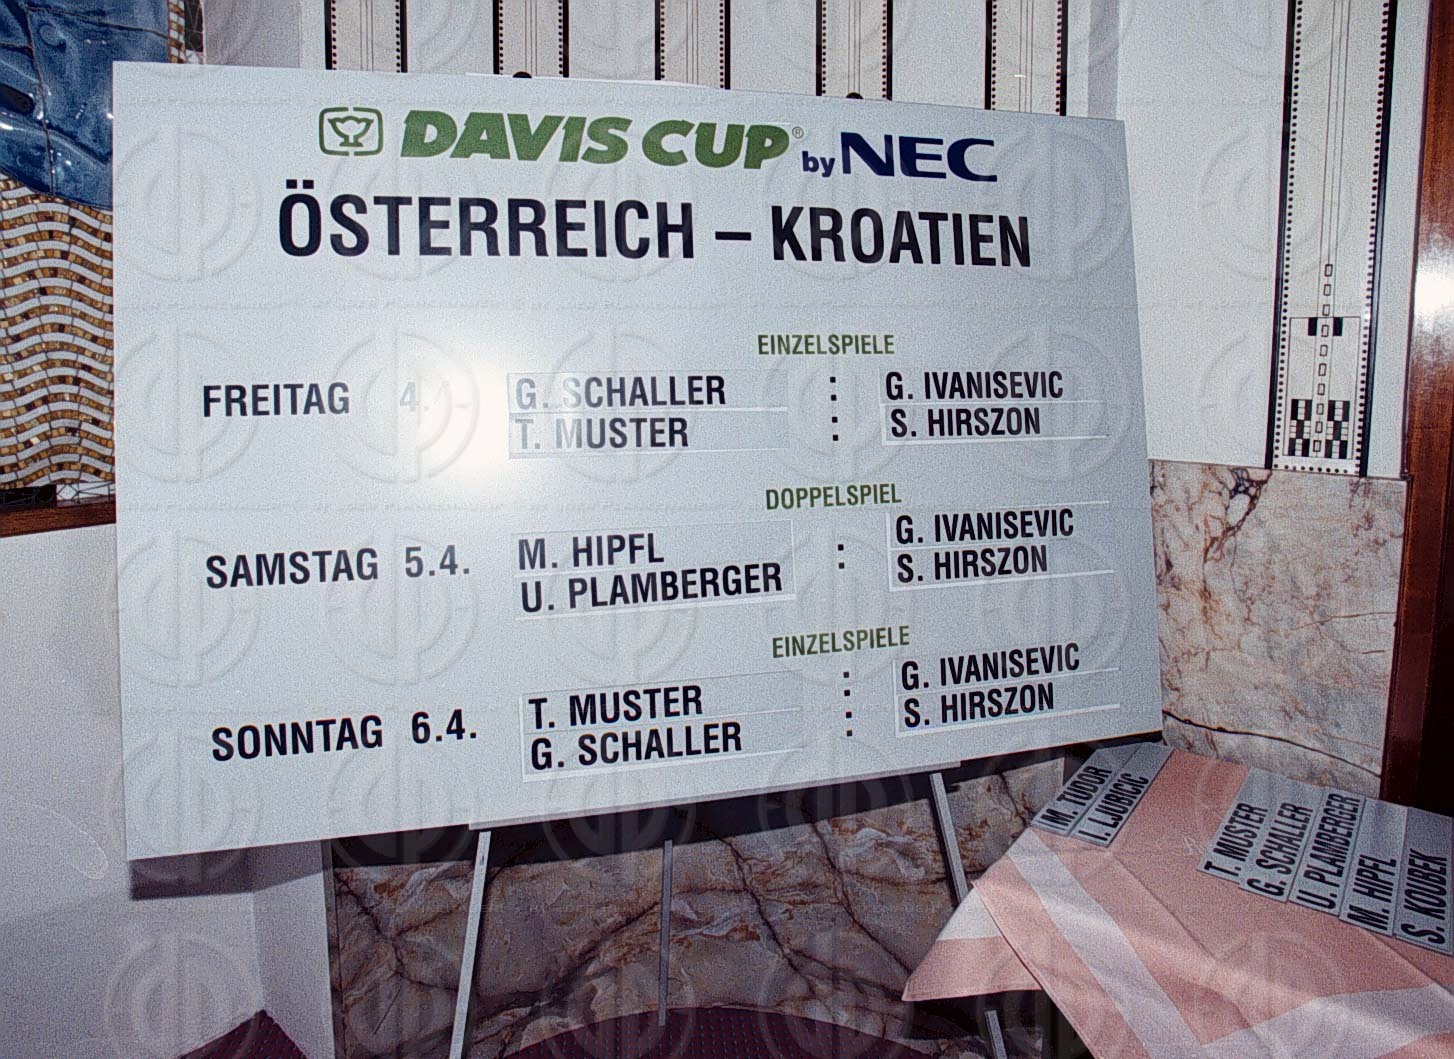 DAVIS CUP® by NEC
ÖSTERREICH – KROATIEN
EINZELSPIELE
FREITAG 4. G. SCHALLER : G. IVANISEVIC
T. MUSTER : S. HIRSZON
DOPPELSPIEL
SAMSTAG 5.4. M. HIPFL : G. IVANISEVIC
U. PLAMBERGER S. HIRSZON
EINZELSPIELE
SONNTAG 6.4. T. MUSTER : G. IVANISEVIC
G. SCHALLER : S. HIRSZON
M. TUDOR
I. LJUBICIC
T. MUSTER
G. SCHALLER
U. PLAMBERGER
M. HIPFL
S. KOUBEK